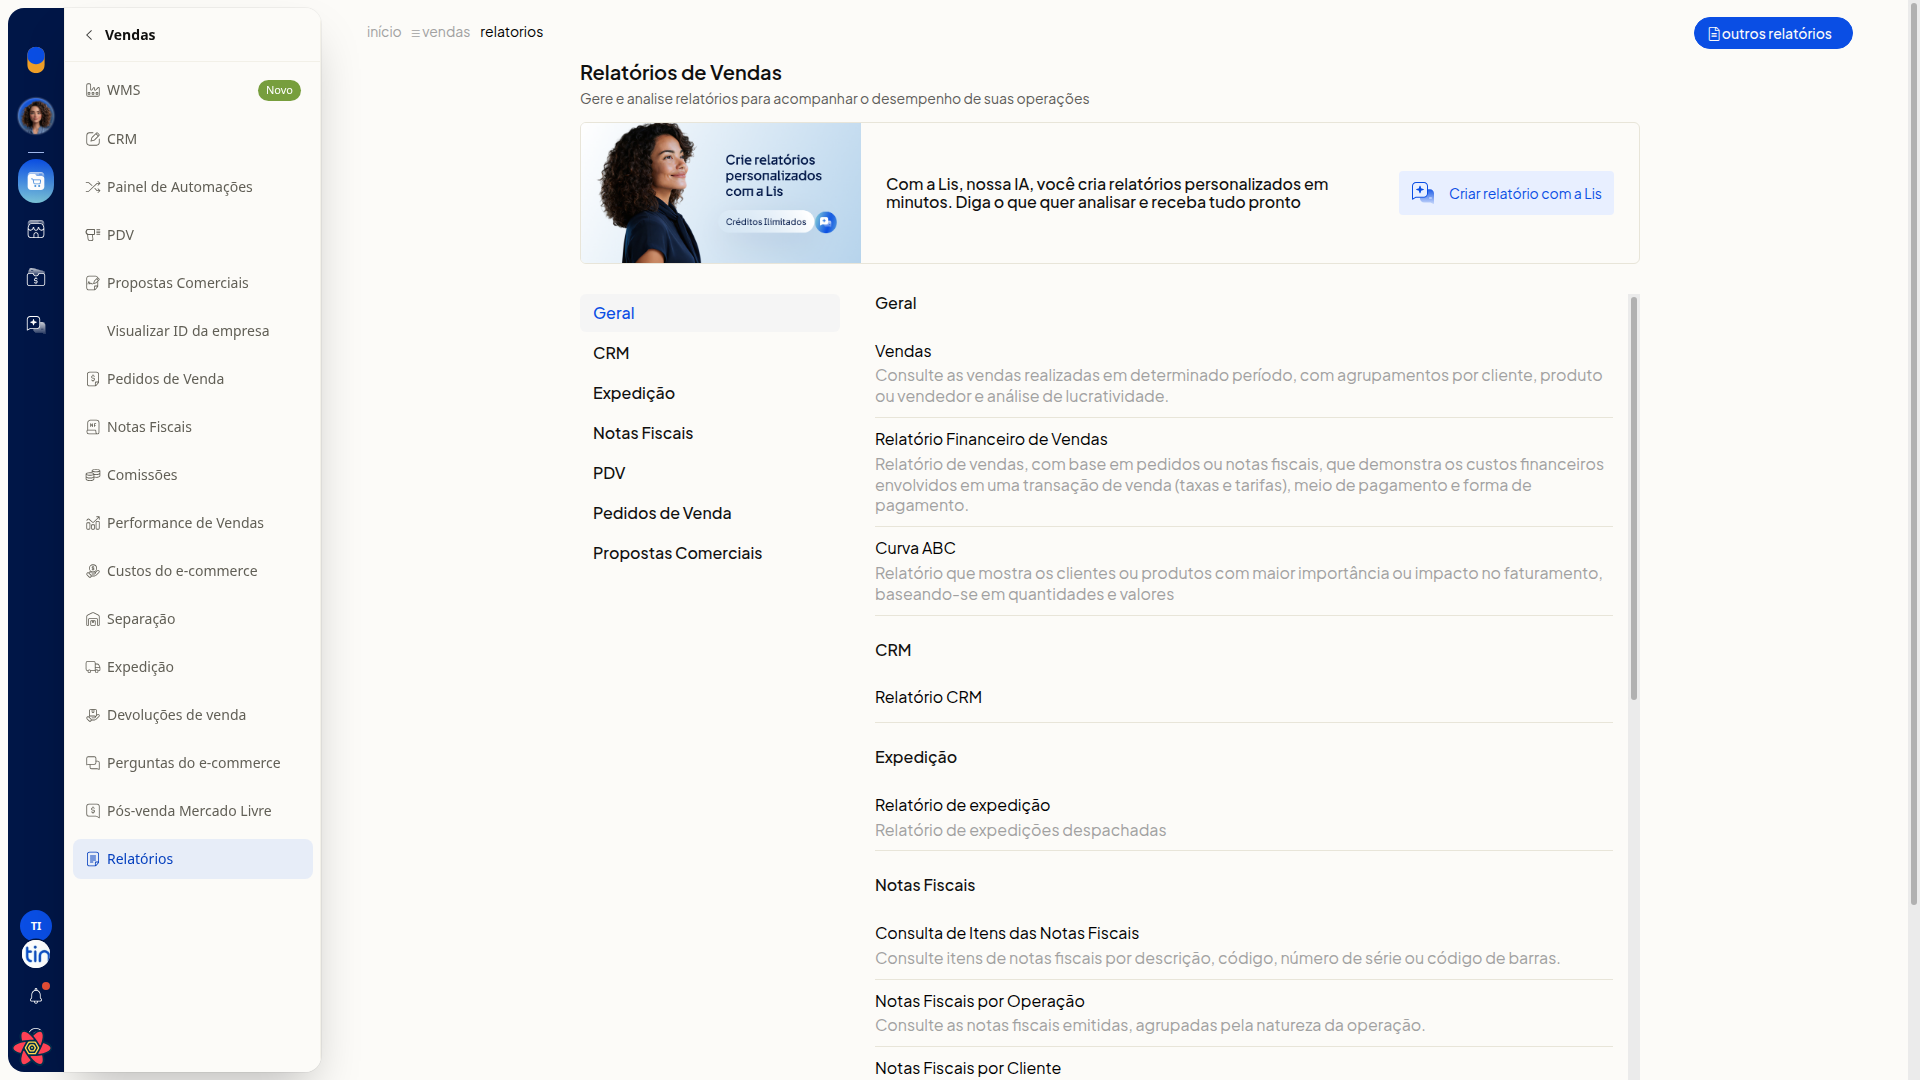 Vendas
WMS
Novo
CRM
Painel de Automações
PDV
Propostas Comerciais
Visualizar ID da empresa
Pedidos de Venda
Notas Fiscais
Comissões
Performance de Vendas
Custos do e-commerce
Separação
Expedição
Devoluções de venda
Perguntas do e-commerce
Pós-venda Mercado Livre
Relatórios
TI
tin
início vendas relatorios
outros relatórios
Relatórios de Vendas
Gere e analise relatórios para acompanhar o desempenho de suas operações
Crie relatórios
personalizados
com a Lis
Créditos Ilimitados
Com a Lis, nossa IA, você cria relatórios personalizados em
minutos. Diga o que quer analisar e receba tudo pronto
Criar relatório com a Lis
Geral
CRM
Expedição
Notas Fiscais
PDV
Pedidos de Venda
Propostas Comerciais
Geral
Vendas
Consulte as vendas realizadas em determinado período, com agrupamentos por cliente, produto
ou vendedor e análise de lucratividade.
Relatório Financeiro de Vendas
Relatório de vendas, com base em pedidos ou notas fiscais, que demonstra os custos financeiros
envolvidos em uma transação de venda (taxas e tarifas), meio de pagamento e forma de
pagamento.
Curva ABC
Relatório que mostra os clientes ou produtos com maior importância ou impacto no faturamento,
baseando-se em quantidades e valores
CRM
Relatório CRM
Expedição
Relatório de expedição
Relatório de expedições despachadas
Notas Fiscais
Consulta de Itens das Notas Fiscais
Consulte itens de notas fiscais por descrição, código, número de série ou código de barras.
Notas Fiscais por Operação
Consulte as notas fiscais emitidas, agrupadas pela natureza da operação.
Notas Fiscais por Cliente